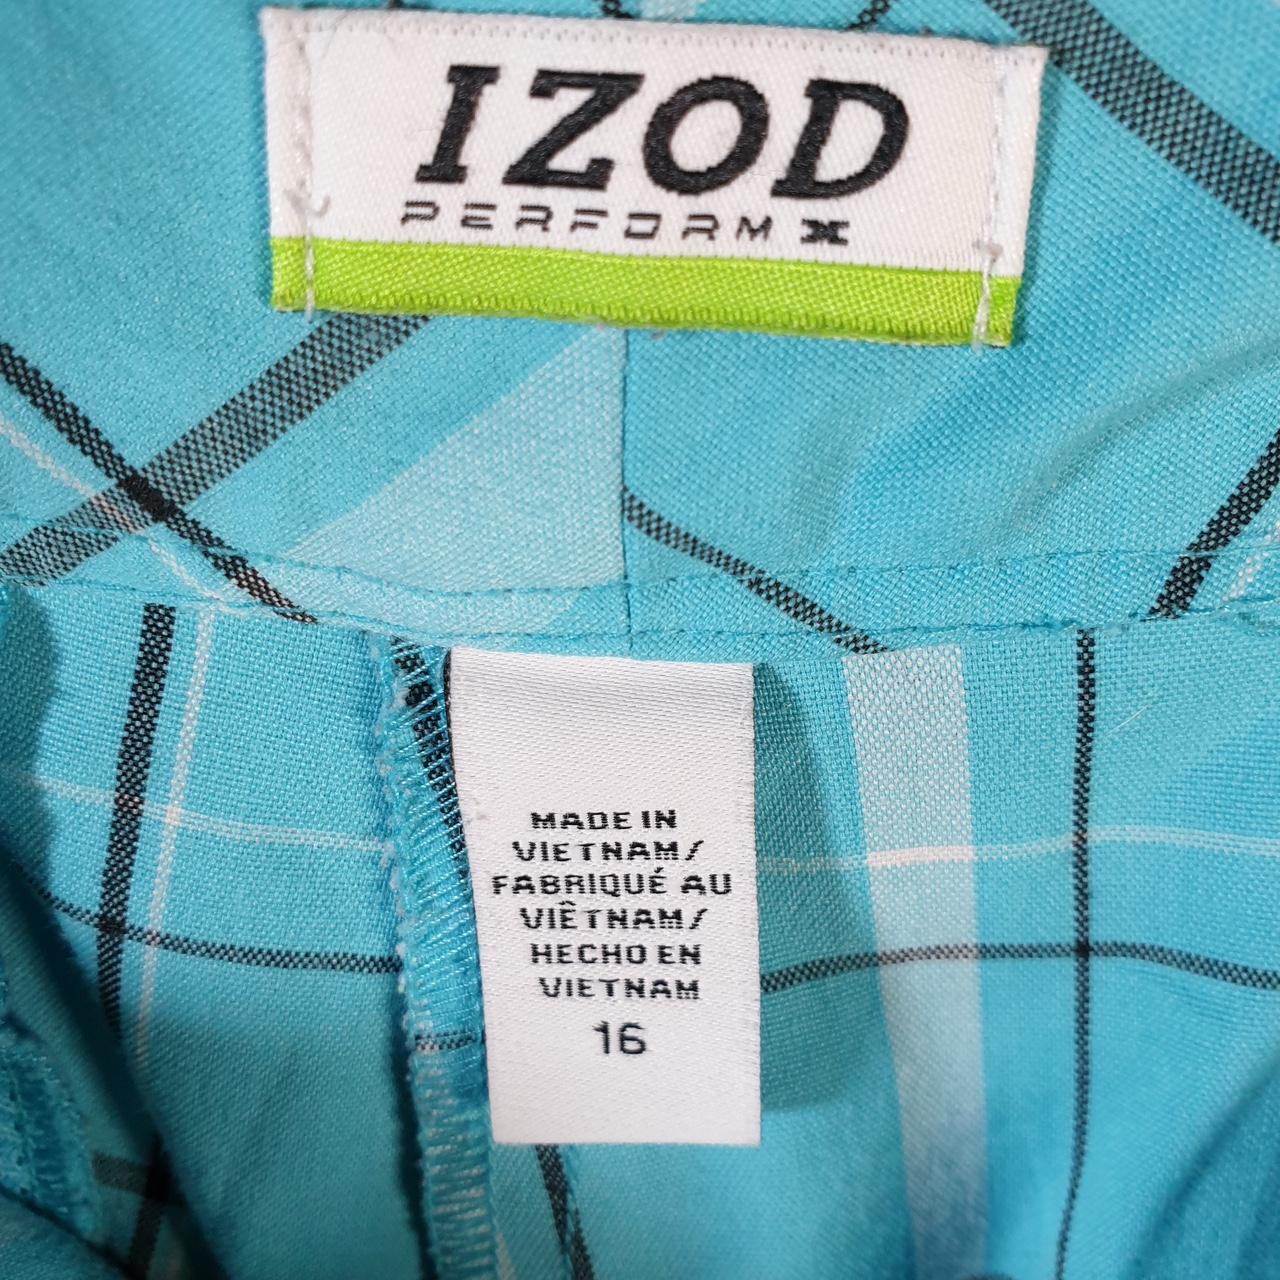 IZOD
PERFORM X
MADE IN
VIETNAM/
FABRIQUÉ AU
VIÊTNAM/
HECHO EN
VIETNAM
16